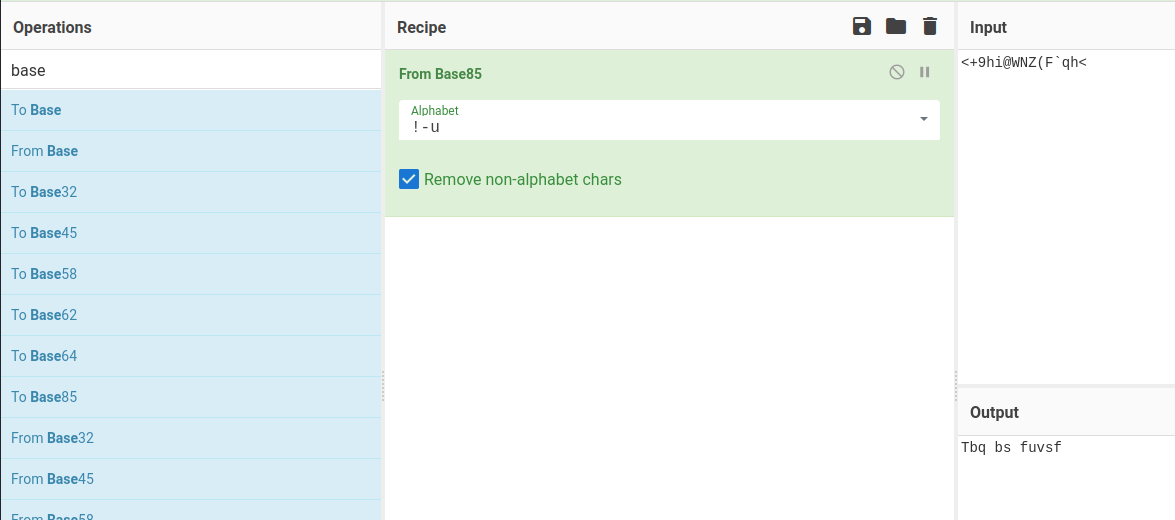 Operations
base
To Base
From Base
To Base32
To Base45
To Base58
To Base62
To Base64
To Base85
From Base32
From Base45
From Base58
Recipe
From Base85
Alphabet
!-u
Remove non-alphabet chars
Input
<+9hi@WNZ(F`qh<
Output
Tbq bs fuvsf